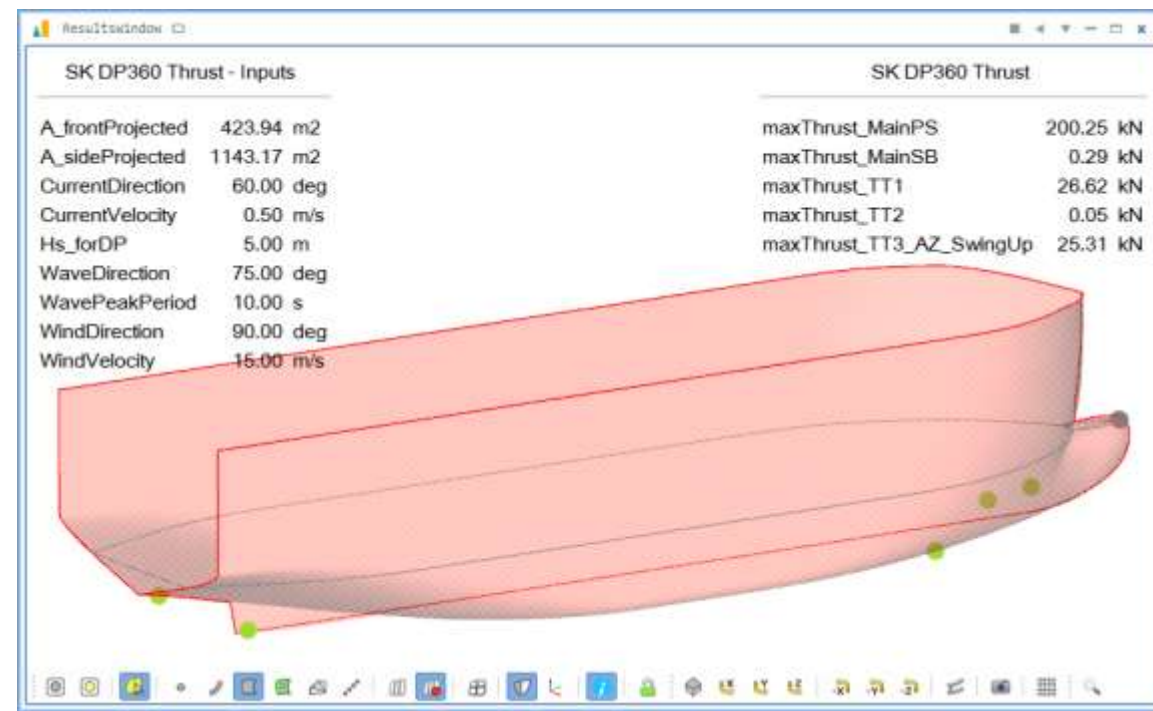 Resultswindow
SK DP360 Thrust - Inputs
A_frontProjected 423.94 m2
A_sideProjected 1143.17 m2
CurrentDirection 60.00 deg
CurrentVelocity 0.50 m/s
Hs_forDP 5.00 m
WaveDirection 75.00 deg
WavePeakPeriod 10.00 s
WindDirection 90.00 deg
WindVelocity 15.00 m/s
SK DP360 Thrust
maxThrust_MainPS 200.25 kN
maxThrust_MainSB 0.29 kN
maxThrust_TT1 26.62 kN
maxThrust_TT2 0.05 kN
maxThrust_TT3_AZ_SwingUp 25.31 kN